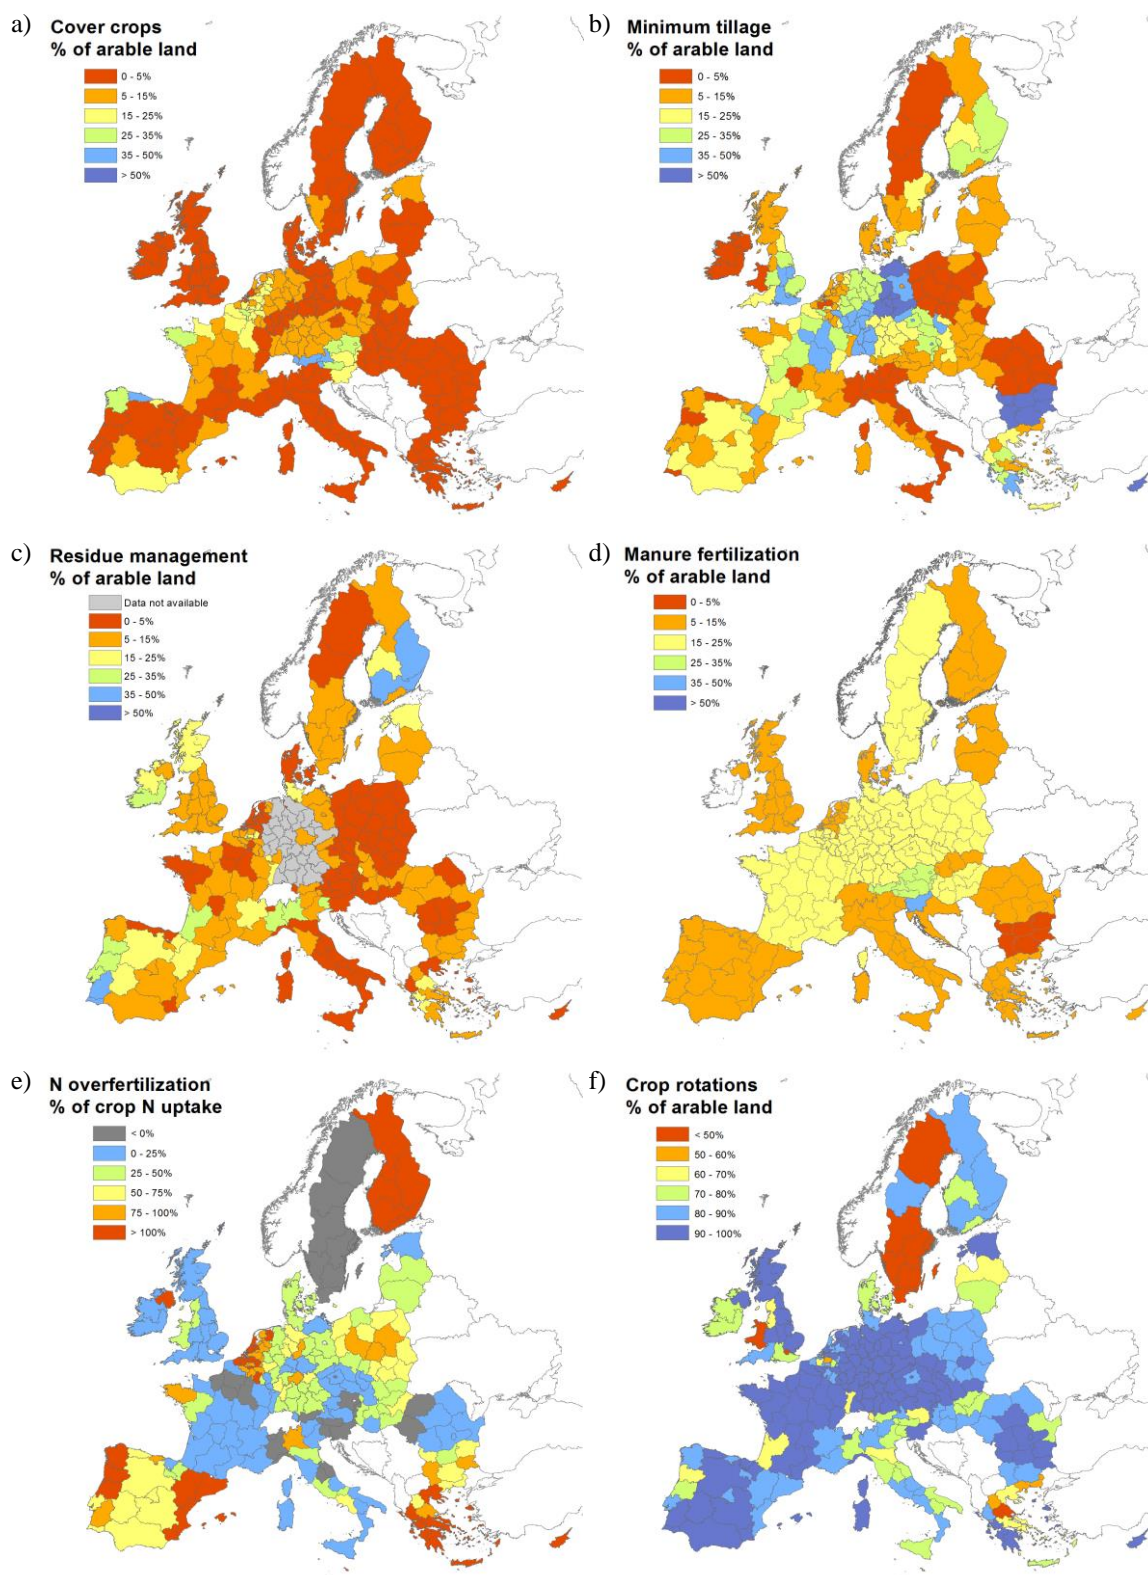 a) Cover crops
% of arable land
0 - 5%
5 - 15%
15 - 25%
25 - 35%
35 - 50%
> 50%
b) Minimum tillage
% of arable land
0 - 5%
5 - 15%
15 - 25%
25 - 35%
35 - 50%
> 50%
c) Residue management
% of arable land
Data not available
0 - 5%
5 - 15%
15 - 25%
25 - 35%
35 - 50%
> 50%
d) Manure fertilization
% of arable land
0 - 5%
5 - 15%
15 - 25%
25 - 35%
35 - 50%
> 50%
e) N overfertilization
% of crop N uptake
< 0%
0 - 25%
25 - 50%
50 - 75%
75 - 100%
> 100%
f) Crop rotations
% of arable land
< 50%
50 - 60%
60 - 70%
70 - 80%
80 - 90%
90 - 100%